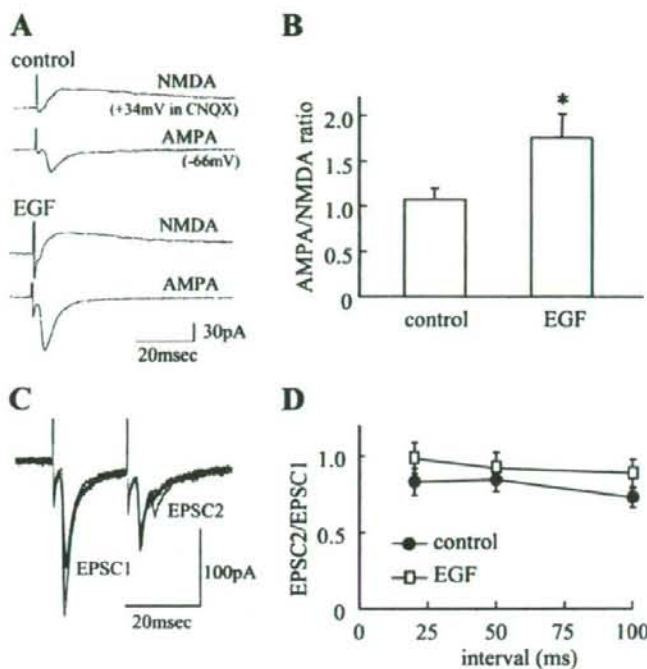 A
control
NMDA
(+34mV in CNQX)
AMPA
(-66mV)
EGF
NMDA
AMPA
30pA
20msec
B
AMPA/NMDA ratio
2.0
1.5
1.0
0.5
0
*
control
EGF
C
EPSC2
EPSC1
100pA
20msec
D
EPSC2/EPSC1
1.0
0.5
0
control
EGF
25
50
75
100
interval (ms)